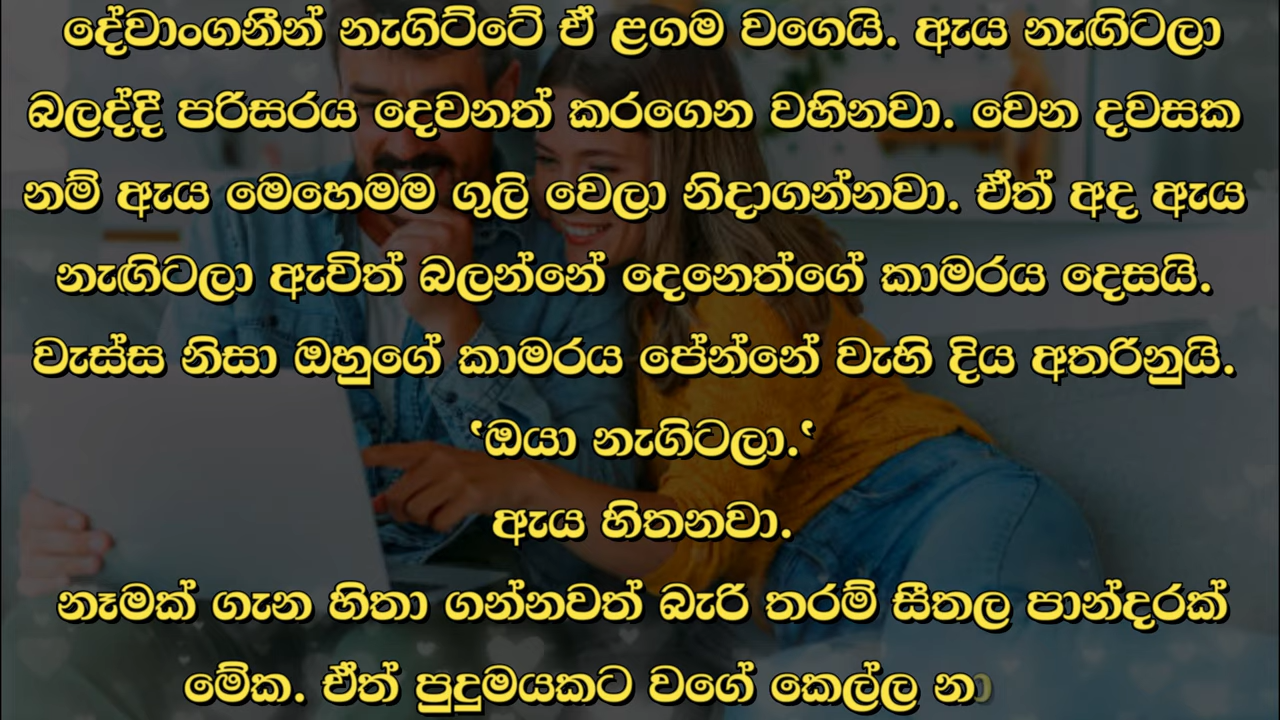 දේවාංගනීන් නැගිට්ටේ ඒ ළගම වගෙයි. ඇය නැඟිටලා
බලද්දී පරිසරය දෙවනත් කරගෙන වහිනවා. වෙන දවසක
නම් ඇය මෙහෙමම ගුලි වෙලා නිදාගන්නවා. ඒත් අද ඇය
නැඟිටලා ඇවිත් බලන්නේ දෙනෙත්ගේ කාමරය දෙසයි.
වැස්ස නිසා ඔහුගේ කාමරය පේන්නේ වැහි දිය අතරිනුයි.
‛ඔයා නැගිටලා.‛
ඇය හිතනවා.
නෑමක් ගැන හිතා ගන්නවත් බැරි තරම් සීතල පාන්දරක්
මේක. ඒත් පුදුමයකට වගේ කෙල්ල නා